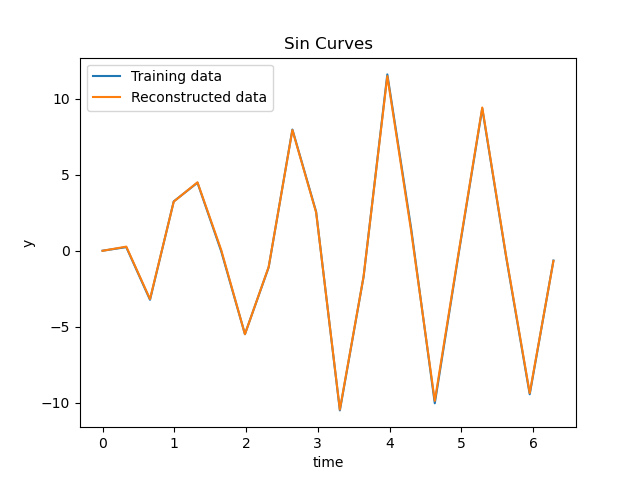 Sin Curves
Training data
Reconstructed data
10
5
0
−5
−10
y
0 1 2 3 4 5 6
time